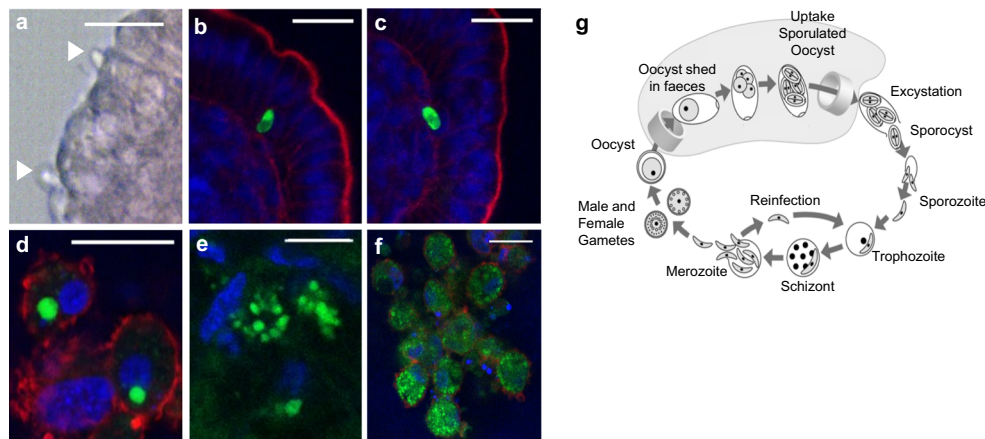 a
b
c
d
e
f
g
Uptake
Sporulated
Oocyst
Oocyst shed
in faeces
Excystation
Sporocyst
Oocyst
Sporozoite
Male and
Female
Gametes
Reinfection
Trophozoite
Merozoite
Schizont